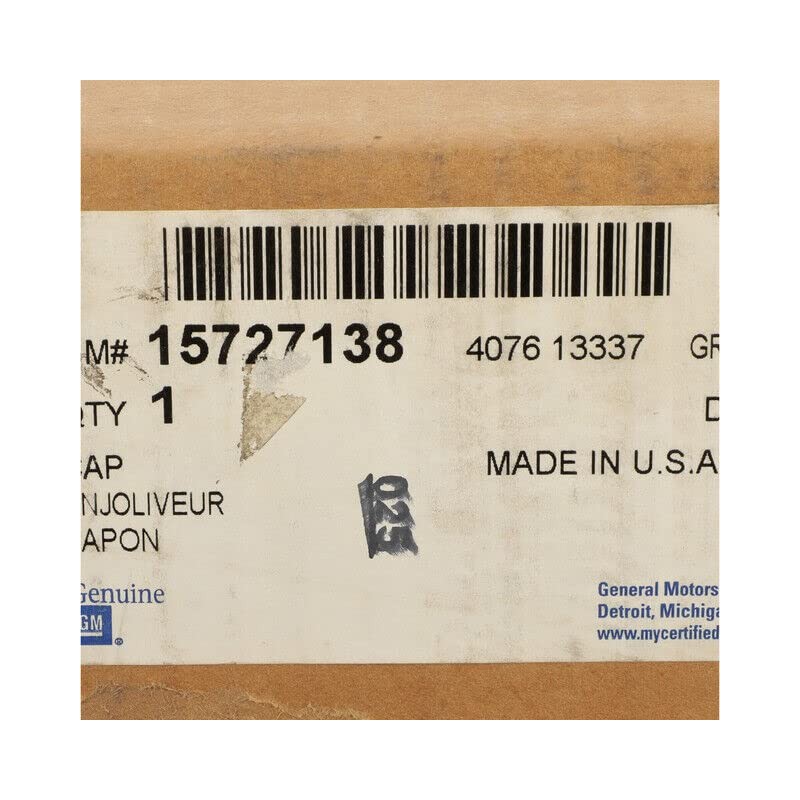 M# 15727138 4076 13337 GR
QTY 1 D
CAP MADE IN U.S.A
NJOLIVEUR
APON
025
Genuine
GM
General Motors
Detroit, Michiga
www.mycertified